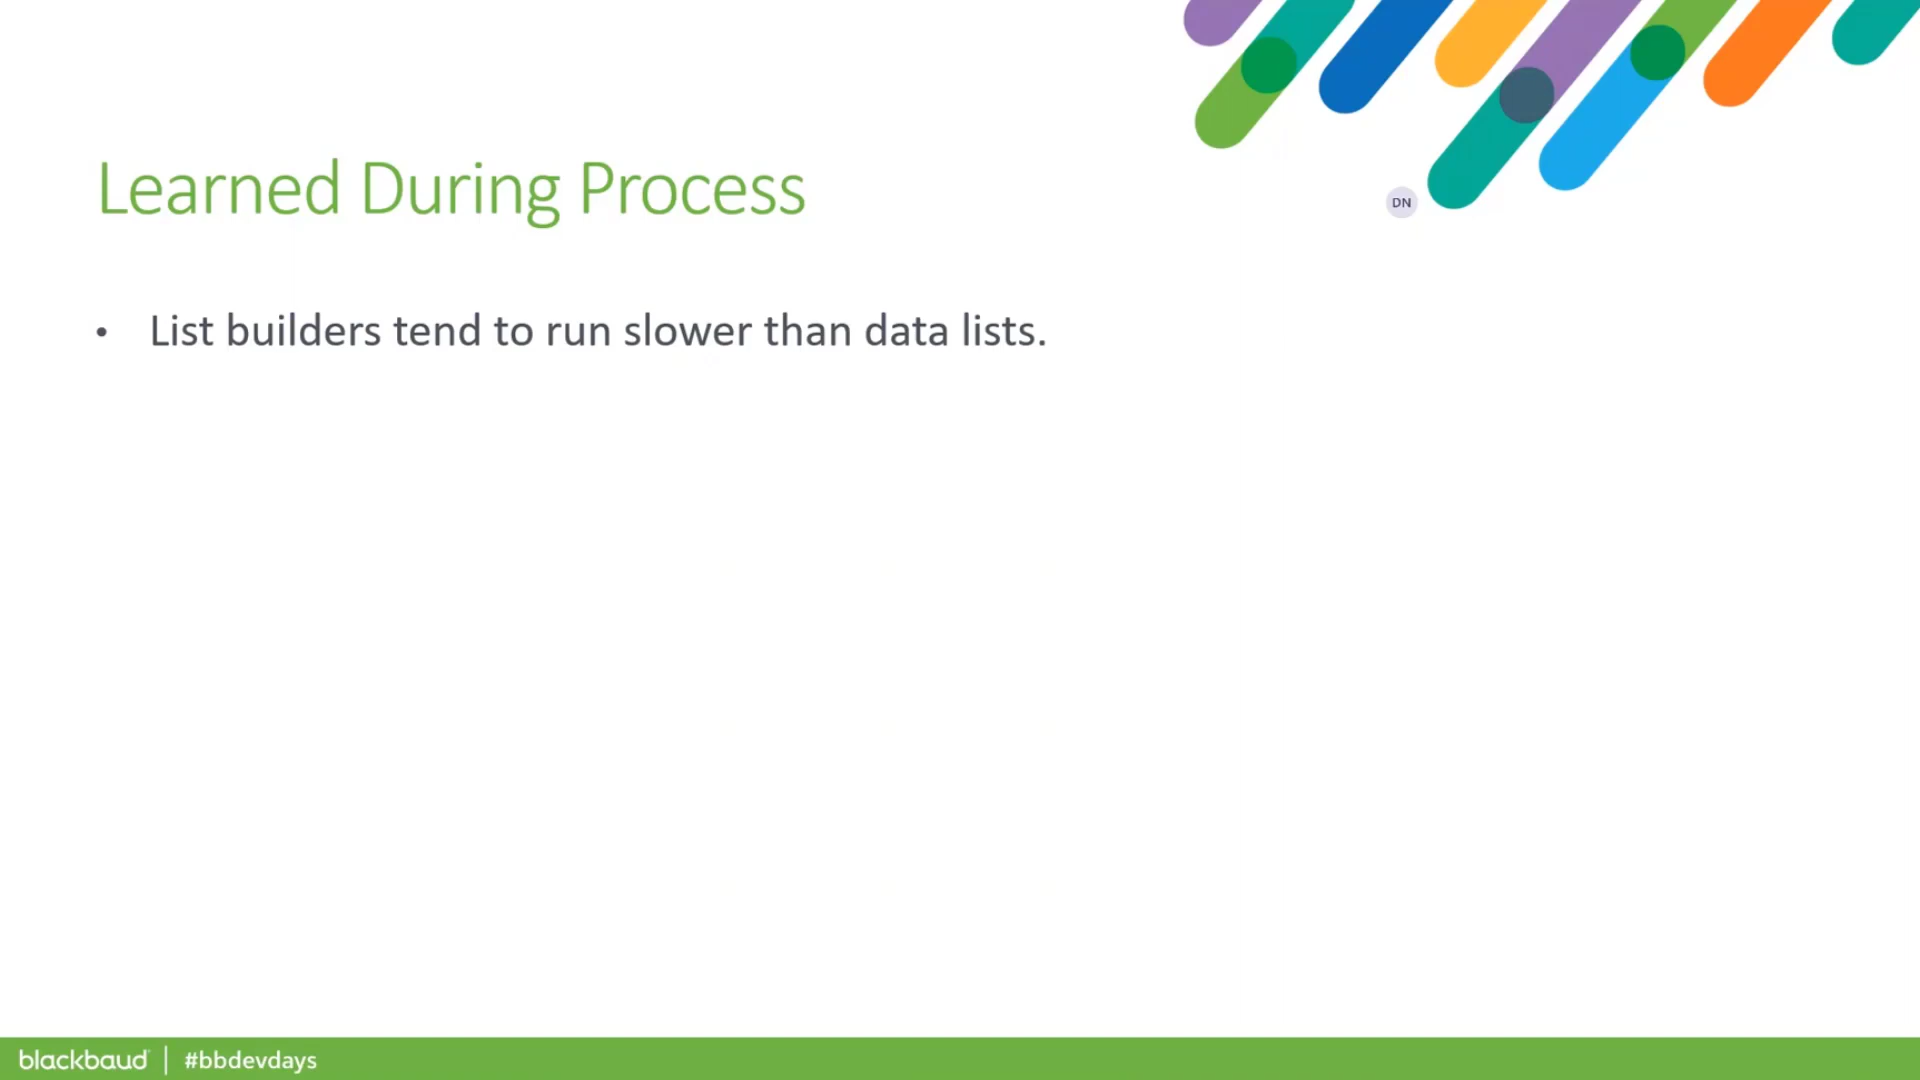 DN
Learned During Process
• List builders tend to run slower than data lists.
blackbaud | #bbdevdays